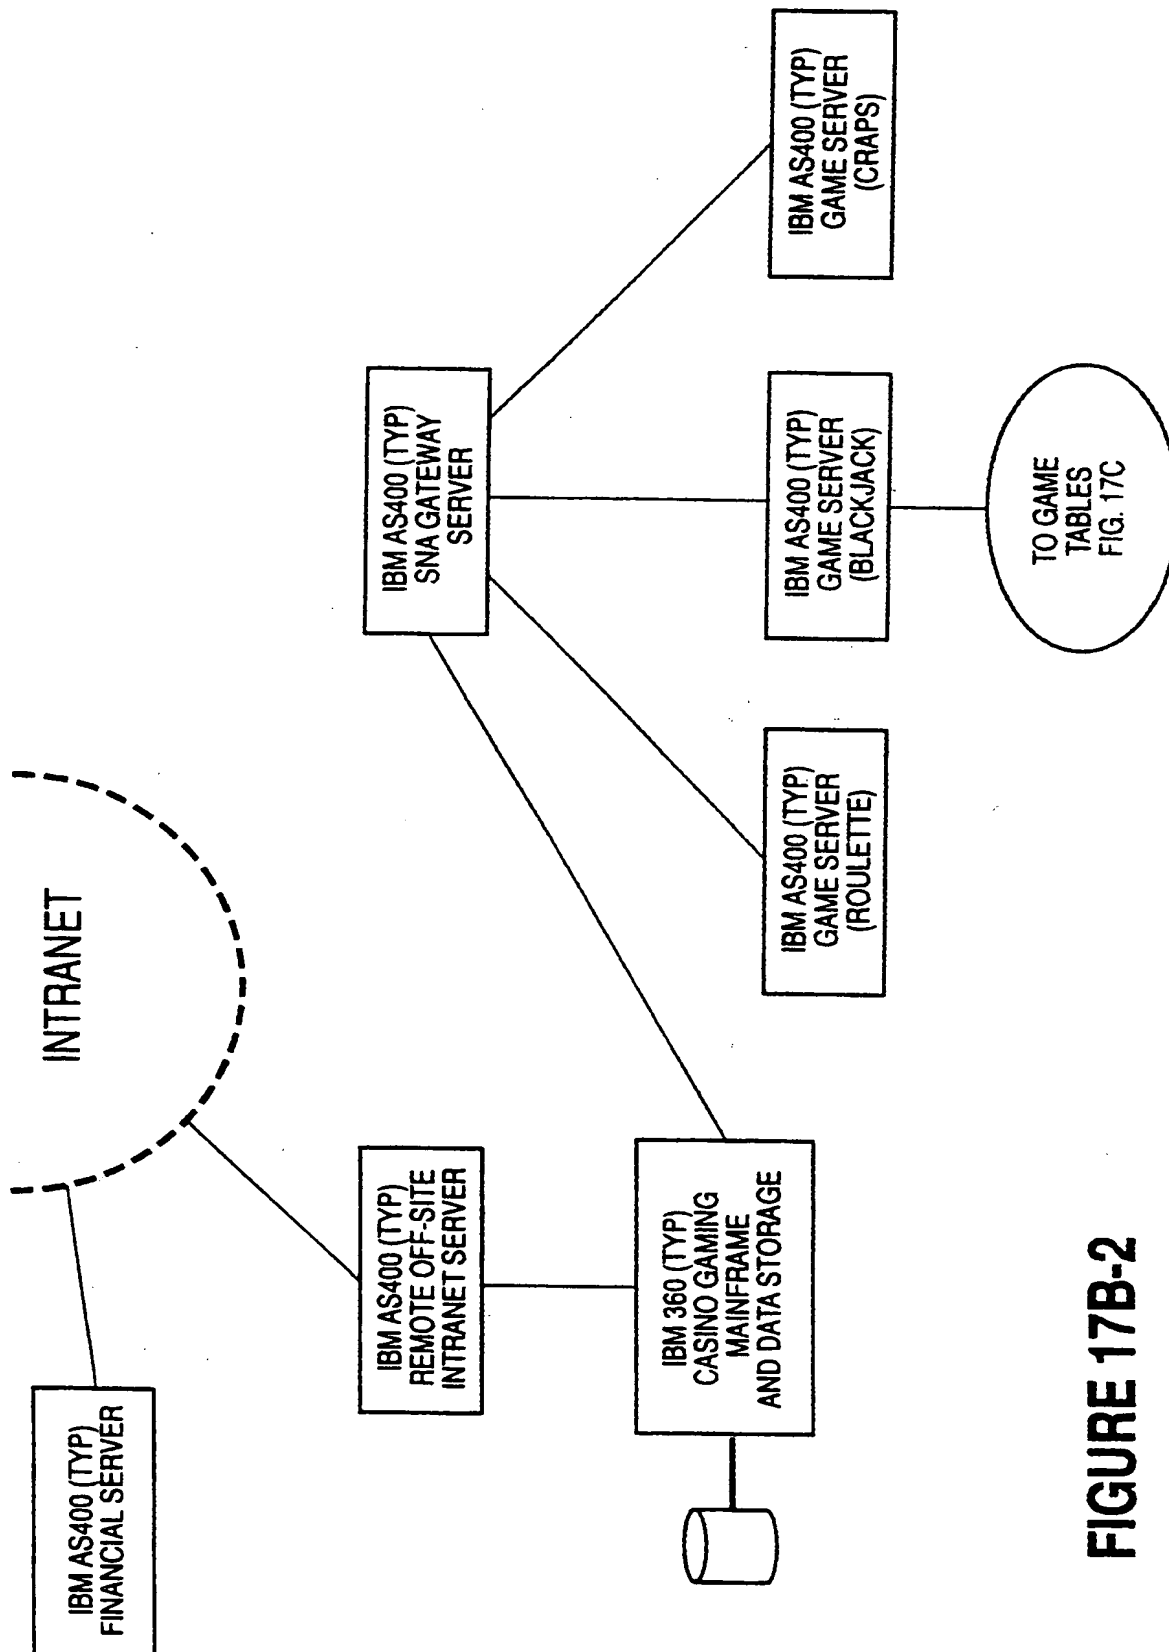 INTRANET
IBM AS400 (TYP)
FINANCIAL SERVER
IBM AS400 (TYP)
REMOTE OFF-SITE
INTRANET SERVER
IBM AS400 (TYP)
SNA GATEWAY
SERVER
IBM 360 (TYP)
CASINO GAMING
MAINFRAME
AND DATA STORAGE
IBM AS400 (TYP)
GAME SERVER
(ROULETTE)
IBM AS400 (TYP)
GAME SERVER
(BLACKJACK)
IBM AS400 (TYP)
GAME SERVER
(CRAPS)
TO GAME
TABLES
FIG. 17C
FIGURE 17B-2